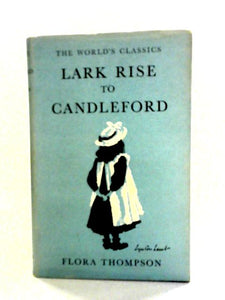 THE WORLD'S CLASSICS
LARK RISE
TO
CANDLEFORD
FLORA THOMPSON